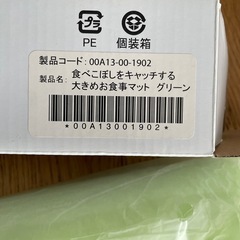 プラ
PE 個装箱
製品コード：00A13-00-1902
製品名：食べこぼしをキャッチする
大きめお食事マット グリーン
*00A13001902*